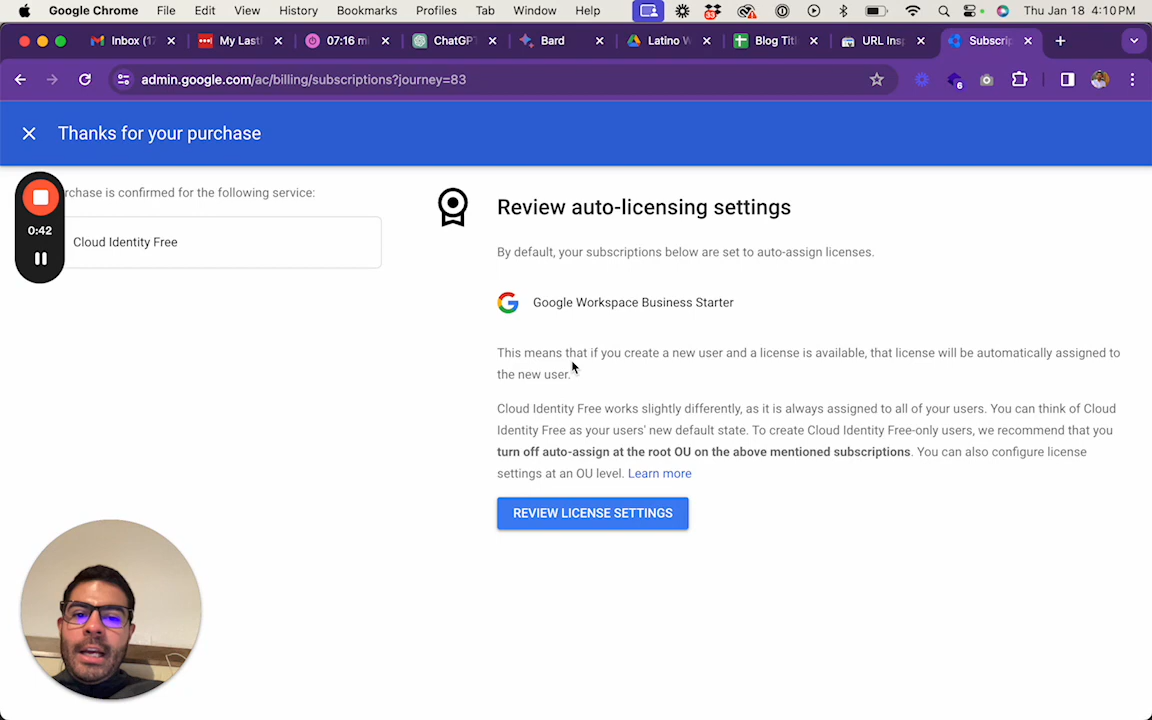 Google Chrome File Edit View History Bookmarks Profiles Tab Window Help 83 Thu Jan 18 4:10 PM
Inbox (17 My Last 07:16 mi ChatGP Bard Latino W Blog Titl URL Insp Subscrip
admin.google.com/ac/billing/subscriptions?journey=83 6
Thanks for your purchase
rchase is confirmed for the following service:
Cloud Identity Free
0:42
Review auto-licensing settings
By default, your subscriptions below are set to auto-assign licenses.
Google Workspace Business Starter
This means that if you create a new user and a license is available, that license will be automatically assigned to
the new user.
Cloud Identity Free works slightly differently, as it is always assigned to all of your users. You can think of Cloud
Identity Free as your users' new default state. To create Cloud Identity Free-only users, we recommend that you
turn off auto-assign at the root OU on the above mentioned subscriptions. You can also configure license
settings at an OU level. Learn more
REVIEW LICENSE SETTINGS